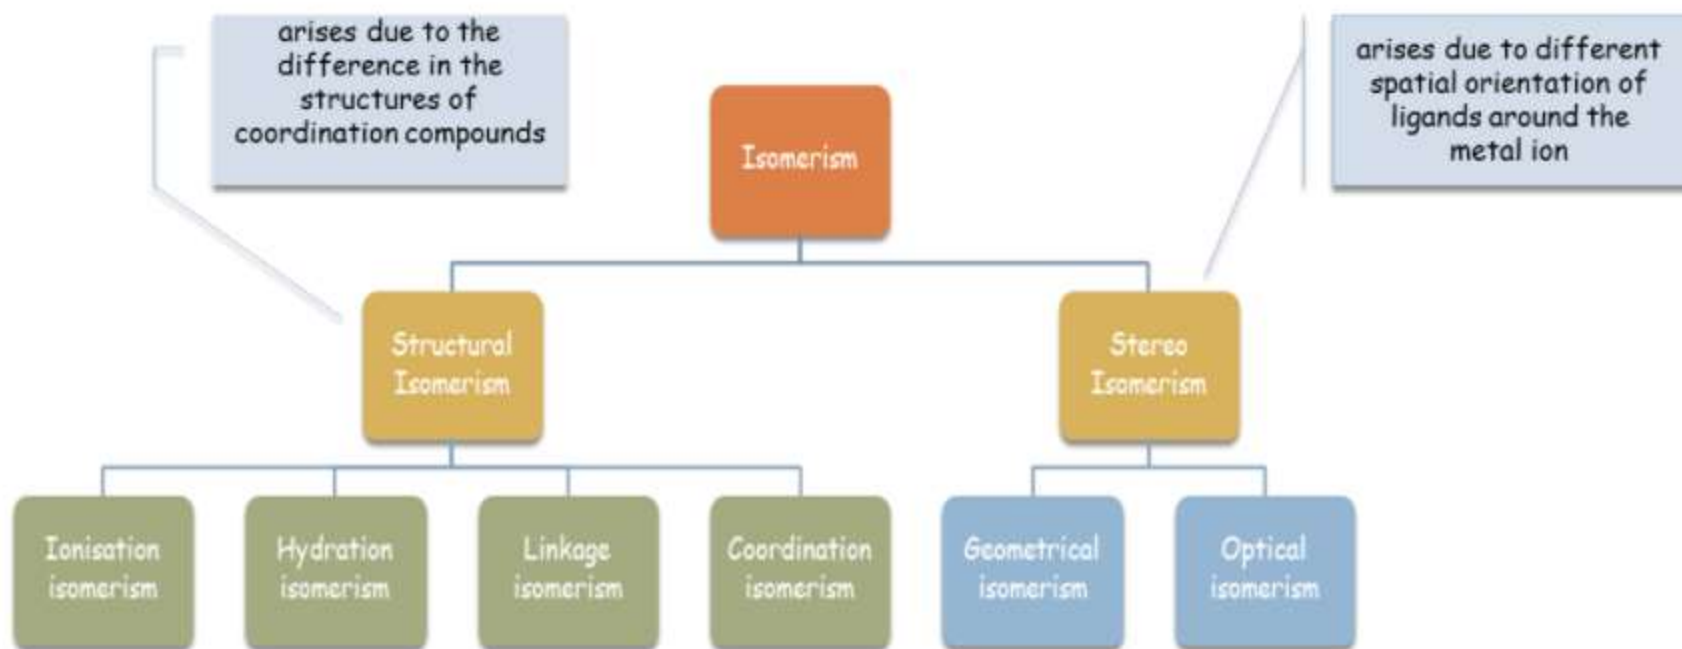 arises due to the
difference in the
structures of
coordination compounds
arises due to different
spatial orientation of
ligands around the
metal ion
Isomerism
Structural
Isomerism
Stereo
Isomerism
Ionisation
isomerism
Hydration
isomerism
Linkage
isomerism
Coordination
isomerism
Geometrical
isomerism
Optical
isomerism